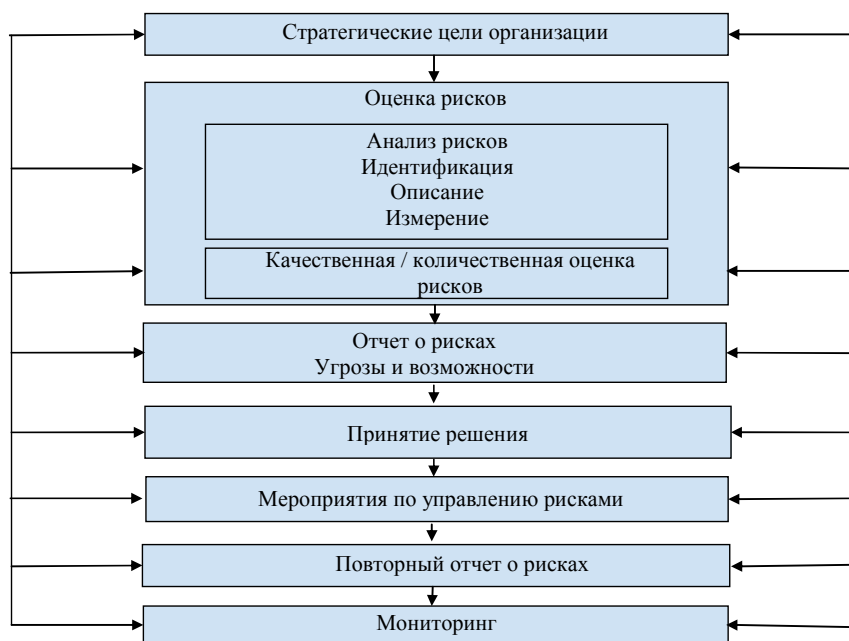 Стратегические цели организации
Оценка рисков
Анализ рисков
Идентификация
Описание
Измерение
Качественная / количественная оценка
рисков
Отчет о рисках
Угрозы и возможности
Принятие решения
Мероприятия по управлению рисками
Повторный отчет о рисках
Мониторинг